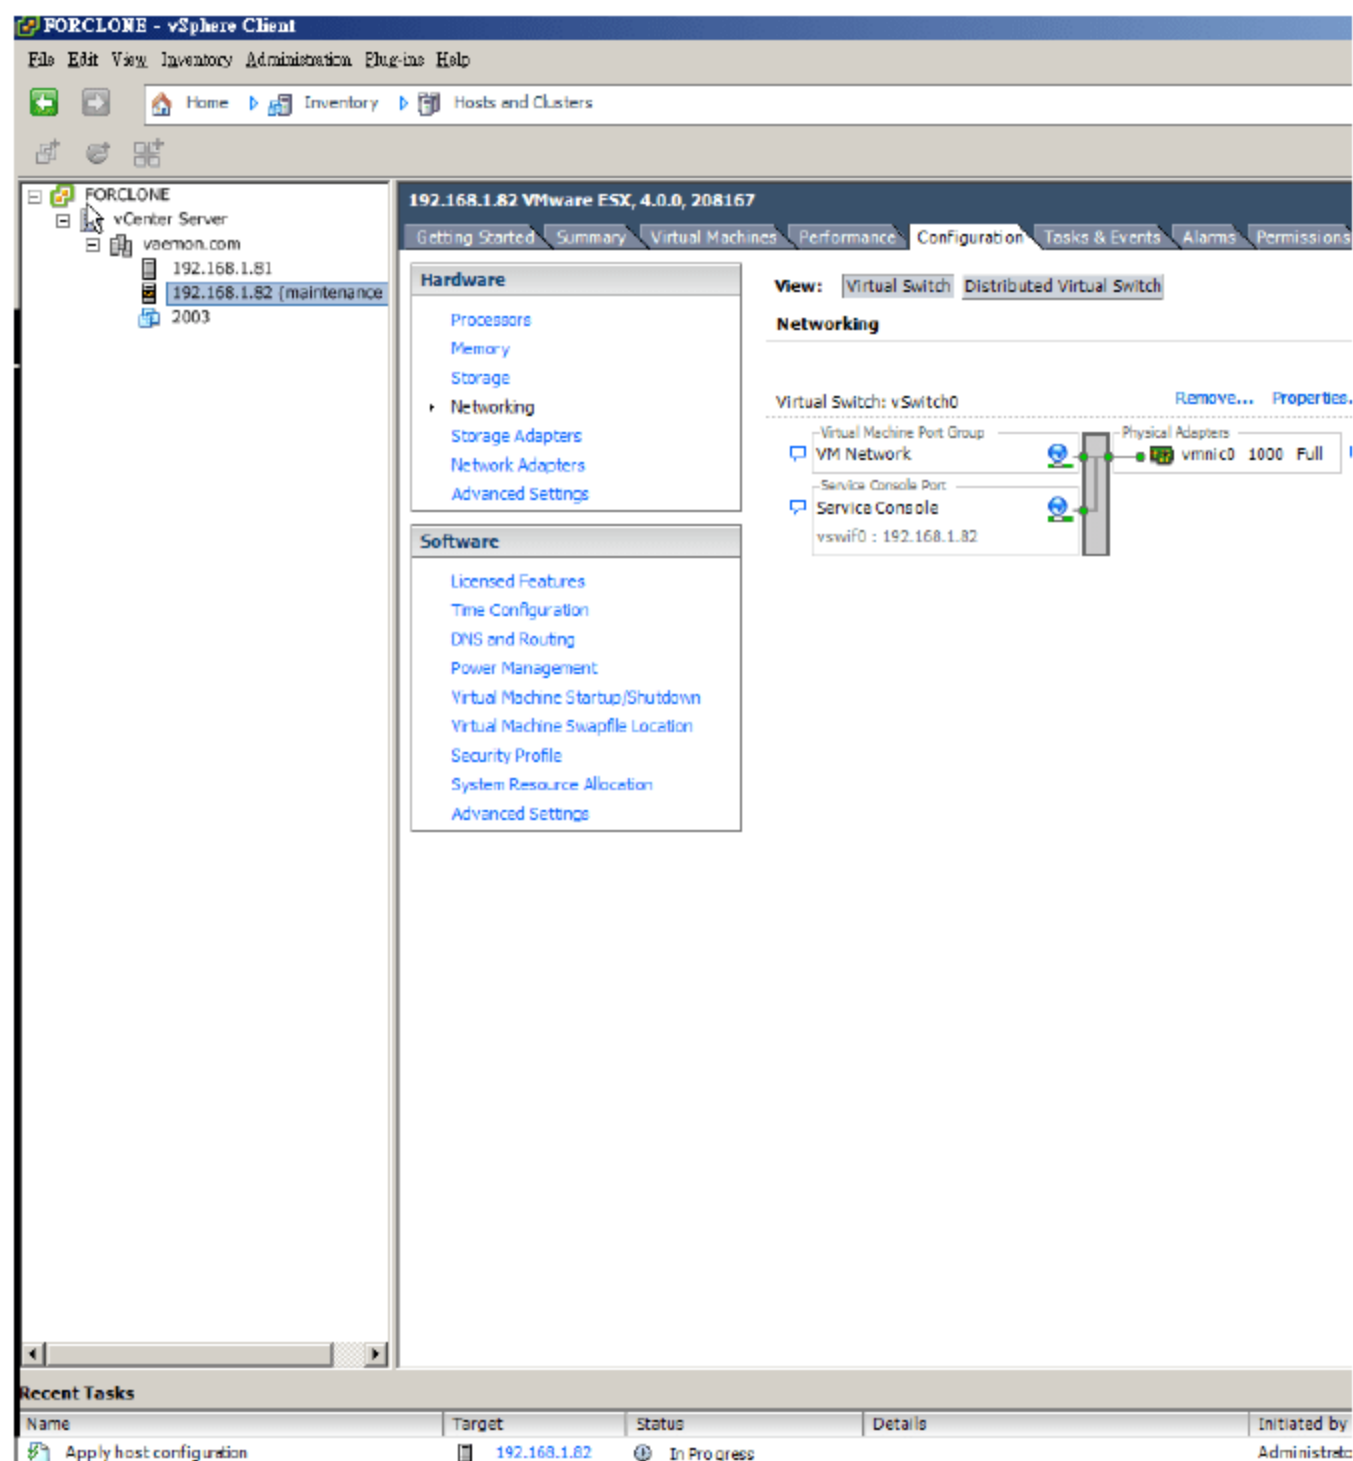 FORCLONE - vSphere Client
File Edit View Inventory Administration Plug-ins Help
Home Inventory Hosts and Clusters
FORCLONE
vCenter Server
vaemon.com
192.168.1.81
192.168.1.82 (maintenance
2003
192.168.1.82 VMware ESX, 4.0.0, 208167
Getting Started Summary Virtual Machines Performance Configuration Tasks & Events Alarms Permissions
Hardware
Processors
Memory
Storage
Networking
Storage Adapters
Network Adapters
Advanced Settings
Software
Licensed Features
Time Configuration
DNS and Routing
Power Management
Virtual Machine Startup/Shutdown
Virtual Machine Swapfile Location
Security Profile
System Resource Allocation
Advanced Settings
View: Virtual Switch Distributed Virtual Switch
Networking
Virtual Switch: vSwitch0 Remove... Properties.
Virtual Machine Port Group
VM Network
Physical Adapters
vmnic0 1000 Full
Service Console Port
Service Console
vswif0 : 192.168.1.82
Recent Tasks
Name Target Status Details Initiated by
Apply host configuration 192.168.1.82 In Progress Administrato